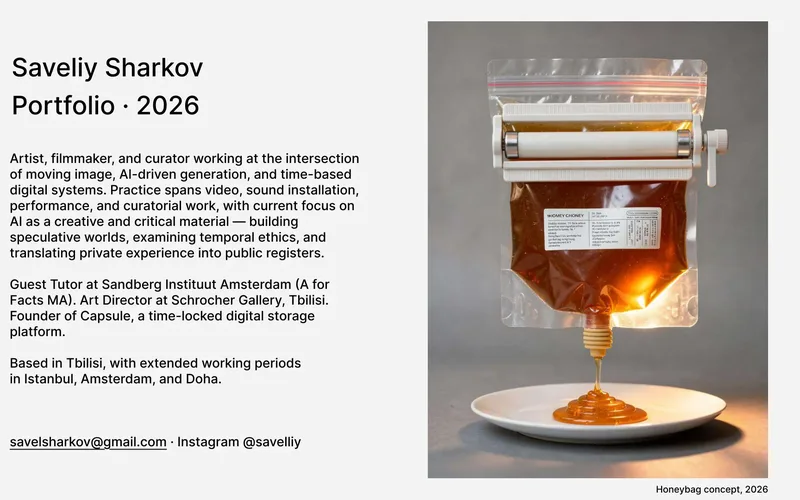 Saveliy Sharkov
Portfolio · 2026
Artist, filmmaker, and curator working at the intersection
of moving image, AI-driven generation, and time-based
digital systems. Practice spans video, sound installation,
performance, and curatorial work, with current focus on
AI as a creative and critical material — building
speculative worlds, examining temporal ethics, and
translating private experience into public registers.
Guest Tutor at Sandberg Instituut Amsterdam (A for
Facts MA). Art Director at Schrocher Gallery, Tbilisi.
Founder of Capsule, a time-locked digital storage
platform.
Based in Tbilisi, with extended working periods
in Istanbul, Amsterdam, and Doha.
savelsharkov@gmail.com · Instagram @savelliy
Honeybag concept, 2026